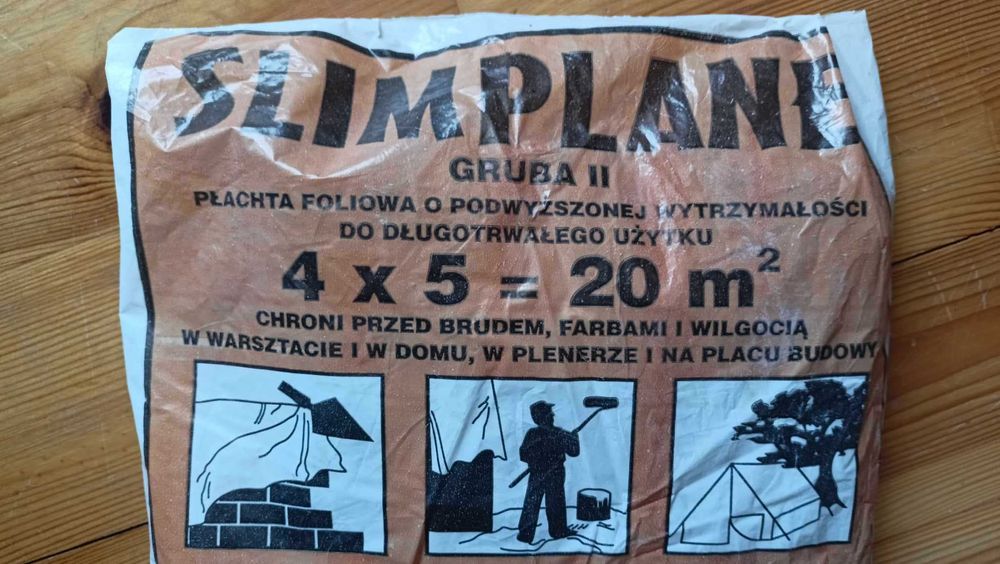 SLIMPLANE
GRUBA II
PŁACHTA FOLIOWA O PODWYŻSZONEJ WYTRZYMAŁOŚCI
DO DŁUGOTRWAŁEGO UŻYTKU
4 x 5 = 20 m²
CHRONI PRZED BRUDEM, FARBAMI I WILGOCIĄ
W WARSZTACIE I W DOMU, W PLENERZE I NA PLACU BUDOWY